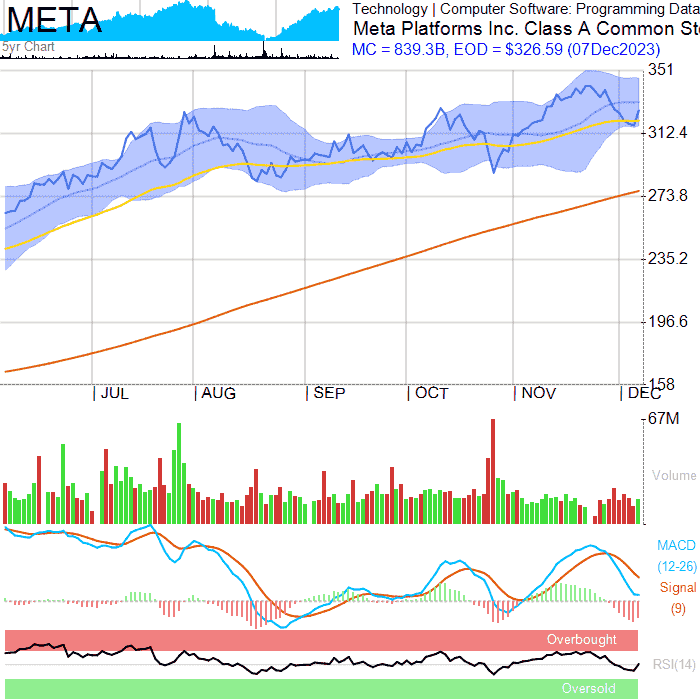 META
5yr Chart
Technology | Computer Software: Programming Data
Meta Platforms Inc. Class A Common St
MC = 839.3B, EOD = $326.59 (07Dec2023)
351
312.4
273.8
235.2
196.6
158
JUL AUG SEP OCT NOV DEC
67M
Volume
MACD
(12-26)
Signal
(9)
Overbought
RSI(14)
Oversold